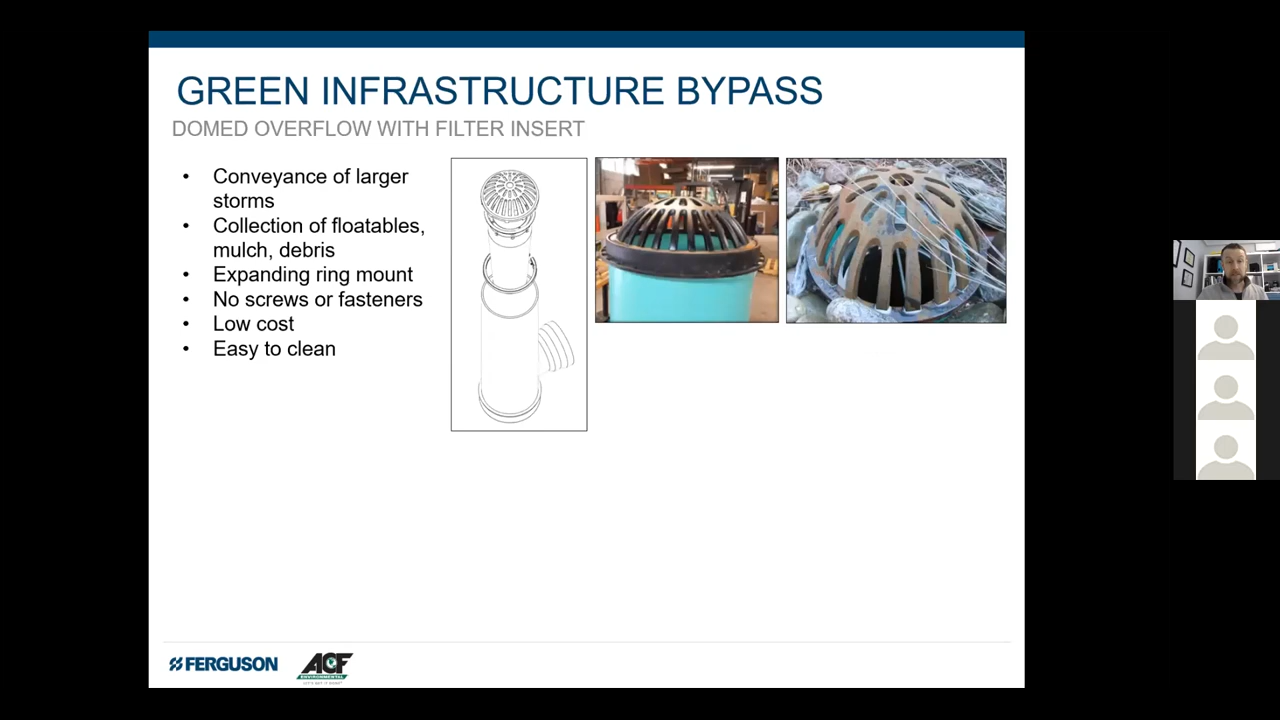 GREEN INFRASTRUCTURE BYPASS
DOMED OVERFLOW WITH FILTER INSERT
• Conveyance of larger
storms
• Collection of floatables,
mulch, debris
• Expanding ring mount
• No screws or fasteners
• Low cost
• Easy to clean
FERGUSON
ACF
ENVIRONMENTAL